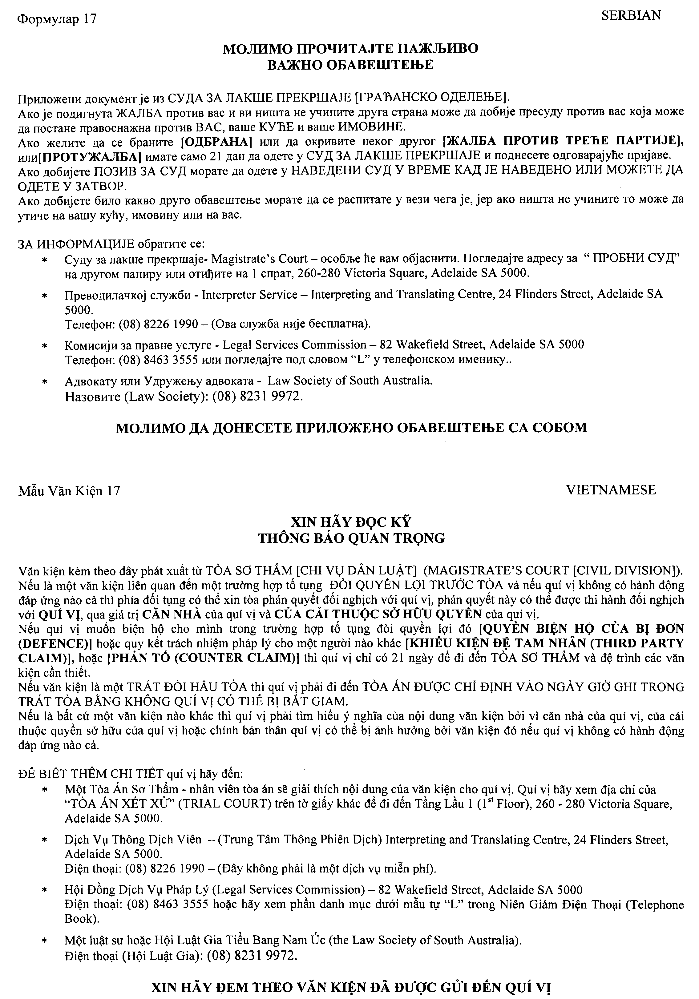 Формулар 17
SERBIAN
МОЛИМО ПРОЧИТАЈТЕ ПАЖЉИВО
ВАЖНО ОБАВЕШТЕЊЕ
Приложени документ је из СУДА ЗА ЛАКШЕ ПРЕКРШАЈЕ [ГРАЂАНСКО ОДЕЛЕЊЕ].
Ако је подигнута ЖАЛБА против вас и ви ништа не учините друга страна може да добије пресуду против вас која може
да постане правоснажна против ВАС, ваше КУЋЕ и ваше ИМОВИНЕ.
Ако желите да се браните [ОДБРАНА] или да окривите неког другог [ЖАЛБА ПРОТИВ ТРЕЋЕ ПАРТИЈЕ],
или[ПРОТУЖАЛБА] имате само 21 дан да одете у СУД ЗА ЛАКШЕ ПРЕКРШАЈЕ и поднесете одговарајуће пријаве.
Ако добијете ПОЗИВ ЗА СУД морате да одете у НАВЕДЕНИ СУД У ВРЕМЕ КАД ЈЕ НАВЕДЕНО ИЛИ МОЖЕТЕ ДА
ОДЕТЕ У ЗАТВОР.
Ако добијете било какво друго обавештење морате да се распитате у вези чега је, јер ако ништа не учините то може да
утиче на вашу кућу, имовину или на вас.
ЗА ИНФОРМАЦИЈЕ обратите се:
* Суду за лакше прекршаје- Magistrate's Court – особље ће вам објаснити. Погледајте адресу за “ ПРОБНИ СУД”
на другом папиру или отиђите на 1 спрат, 260-280 Victoria Square, Adelaide SA 5000.
* Преводилачкој служби - Interpreter Service – Interpreting and Translating Centre, 24 Flinders Street, Adelaide SA
5000.
Телефон: (08) 8226 1990 – (Ова служба није бесплатна).
* Комисији за правне услуге - Legal Services Commission – 82 Wakefield Street, Adelaide SA 5000
Телефон: (08) 8463 3555 или погледајте под словом “L” у телефонском именику..
* Адвокату или Удружењу адвоката - Law Society of South Australia.
Назовите (Law Society): (08) 8231 9972.
МОЛИМО ДА ДОНЕСЕТЕ ПРИЛОЖЕНО ОБАВЕШТЕЊЕ СА СОБОМ
Mẫu Văn Kiện 17
VIETNAMESE
XIN HÃY ĐỌC KỸ
THÔNG BÁO QUAN TRỌNG
Văn kiện kèm theo đây phát xuất từ TÒA SƠ THẨM [CHI VỤ DÂN LUẬT] (MAGISTRATE'S COURT [CIVIL DIVISION]).
Nếu là một văn kiện liên quan đến một trường hợp tố tụng ĐÒI QUYỀN LỢI TRƯỚC TÒA và nếu quí vị không có hành động
đáp ứng nào cả thì phía đối tụng có thể xin tòa phán quyết đối nghịch với quí vị, phán quyết này có thể được thi hành đối nghịch
với QUÍ VỊ, qua giá trị CĂN NHÀ của quí vị và CỦA CẢI THUỘC SỞ HỮU QUYỀN của quí vị.
Nếu quí vị muốn biện hộ cho mình trong trường hợp tố tụng đòi quyền lợi đó [QUYỀN BIỆN HỘ CỦA BỊ ĐƠN
(DEFENCE)] hoặc quy kết trách nhiệm pháp lý cho một người nào khác [KHIẾU KIỆN ĐỆ TAM NHÂN (THIRD PARTY
CLAIM)], hoặc [PHẢN TỐ (COUNTER CLAIM)] thì quí vị chỉ có 21 ngày để đi đến TÒA SƠ THẨM và đệ trình các văn
kiện cần thiết.
Nếu văn kiện là một TRÁT ĐÒI HẦU TÒA thì quí vị phải đi đến TÒA ÁN ĐƯỢC CHỈ ĐỊNH VÀO NGÀY GIỜ GHI TRONG
TRÁT TÒA BẰNG KHÔNG QUÍ VỊ CÓ THỂ BỊ BẮT GIAM.
Nếu là bất cứ một văn kiện nào khác thì quí vị phải tìm hiểu ý nghĩa của nội dung văn kiện bởi vì căn nhà của quí vị, của cải
thuộc quyền sở hữu của quí vị hoặc chính bản thân quí vị có thể bị ảnh hưởng bởi văn kiện đó nếu quí vị không có hành động
đáp ứng nào cả.
ĐỂ BIẾT THÊM CHI TIẾT quí vị hãy đến:
* Một Tòa Án Sơ Thẩm - nhân viên tòa án sẽ giải thích nội dung của văn kiện cho quí vị. Quí vị hãy xem địa chỉ của
“TÒA ÁN XÉT XỬ” (TRIAL COURT) trên tờ giấy khác để đi đến Tầng Lầu 1 (1st Floor), 260 - 280 Victoria Square,
Adelaide SA 5000.
* Dịch Vụ Thông Dịch Viên – (Trung Tâm Thông Phiên Dịch) Interpreting and Translating Centre, 24 Flinders Street,
Adelaide SA 5000.
Điện thoại: (08) 8226 1990 – (Đây không phải là một dịch vụ miễn phí).
* Hội Đồng Dịch Vụ Pháp Lý (Legal Services Commission) – 82 Wakefield Street, Adelaide SA 5000
Điện thoại: (08) 8463 3555 hoặc hãy xem phần danh mục dưới mẫu tự “L” trong Niên Giám Điện Thoại (Telephone
Book).
* Một luật sư hoặc Hội Luật Gia Tiểu Bang Nam Úc (the Law Society of South Australia).
Điện thoại (Hội Luật Gia): (08) 8231 9972.
XIN HÃY ĐEM THEO VĂN KIỆN ĐÃ ĐƯỢC GỬI ĐẾN QUÍ VỊ